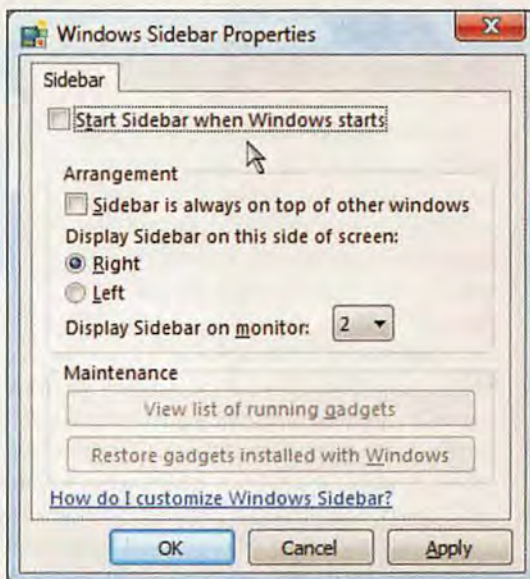 Windows Sidebar Properties
Sidebar
Start Sidebar when Windows starts
Arrangement
Sidebar is always on top of other windows
Display Sidebar on this side of screen:
Right
Left
Display Sidebar on monitor: 2
Maintenance
View list of running gadgets
Restore gadgets installed with Windows
How do I customize Windows Sidebar?
OK Cancel Apply